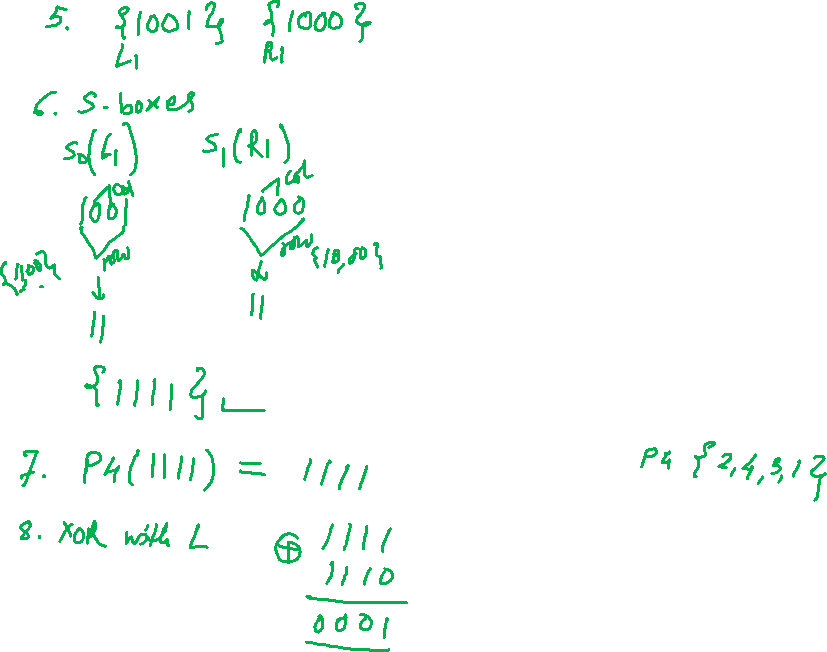 5. {1001} {1000}
L1 R1
6. S-boxes
S0(L1) S1(R1)
col col
1001 1000
row row
{11,00} {10,00}
11 11
{1111}
7. P4(1111) = 1111 P4 {2,4,3,1}
8. XOR with L ⊕ 1111
1110
0001